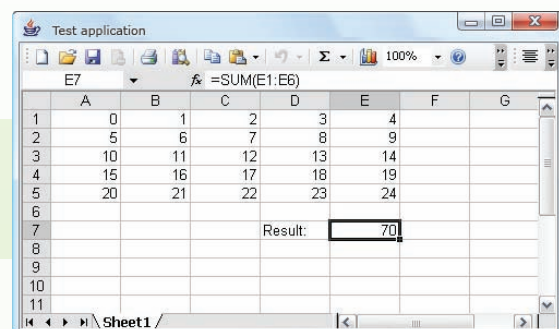 Test application
Σ 100%
E7 fx =SUM(E1:E6)
A B C D E F G
1 0 1 2 3 4
2 5 6 7 8 9
3 10 11 12 13 14
4 15 16 17 18 19
5 20 21 22 23 24
6
7 Result: 70
8
9
10
11
Sheet1